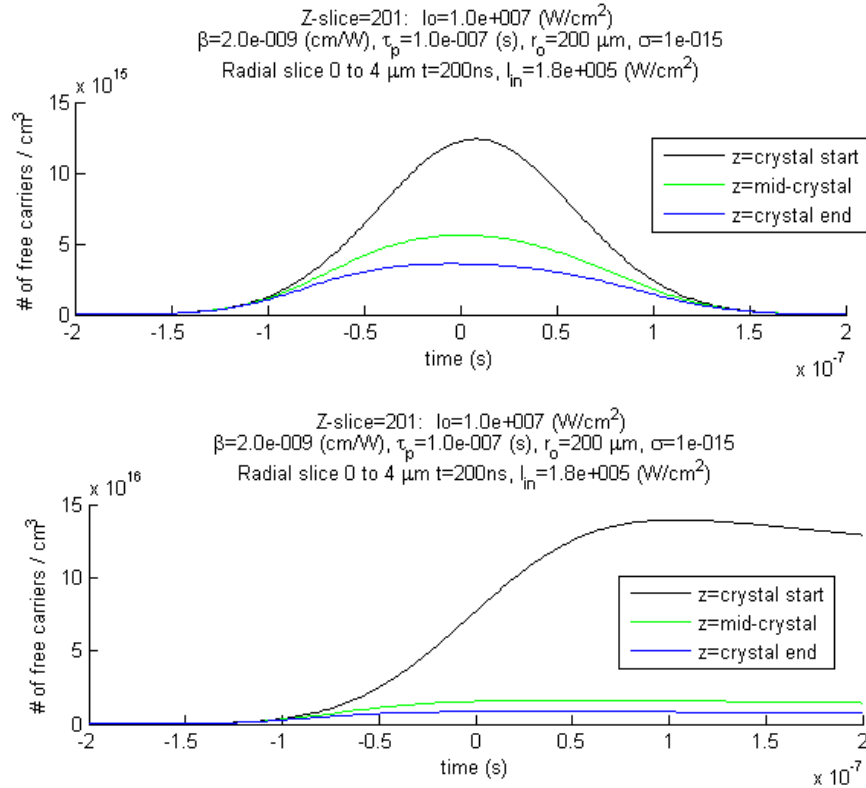 Z-slice=201: Io=1.0e+007 (W/cm²)
β=2.0e-009 (cm/W), τp=1.0e-007 (s), ro=200 μm, σ=1e-015
Radial slice 0 to 4 μm t=200ns, Iin=1.8e+005 (W/cm²)
x 10^15
15
10
5
0
# of free carriers / cm³
z=crystal start
z=mid-crystal
z=crystal end
-2 -1.5 -1 -0.5 0 0.5 1 1.5 2
time (s)
x 10^-7
Z-slice=201: Io=1.0e+007 (W/cm²)
β=2.0e-009 (cm/W), τp=1.0e-007 (s), ro=200 μm, σ=1e-015
Radial slice 0 to 4 μm t=200ns, Iin=1.8e+005 (W/cm²)
x 10^16
15
10
5
0
# of free carriers / cm³
z=crystal start
z=mid-crystal
z=crystal end
-2 -1.5 -1 -0.5 0 0.5 1 1.5 2
time (s)
x 10^-7